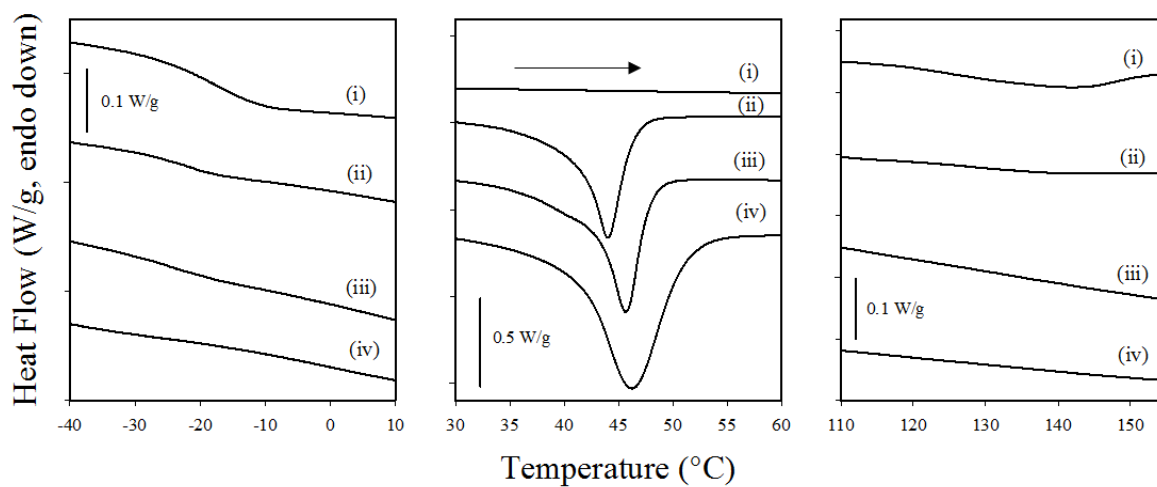 Heat Flow (W/g, endo down)
0.1 W/g
(i)
(ii)
(iii)
(iv)
-40 -30 -20 -10 0 10
(i)
(ii)
(iii)
(iv)
0.5 W/g
30 35 40 45 50 55 60
(i)
(ii)
(iii)
0.1 W/g
(iv)
110 120 130 140 150
Temperature (°C)